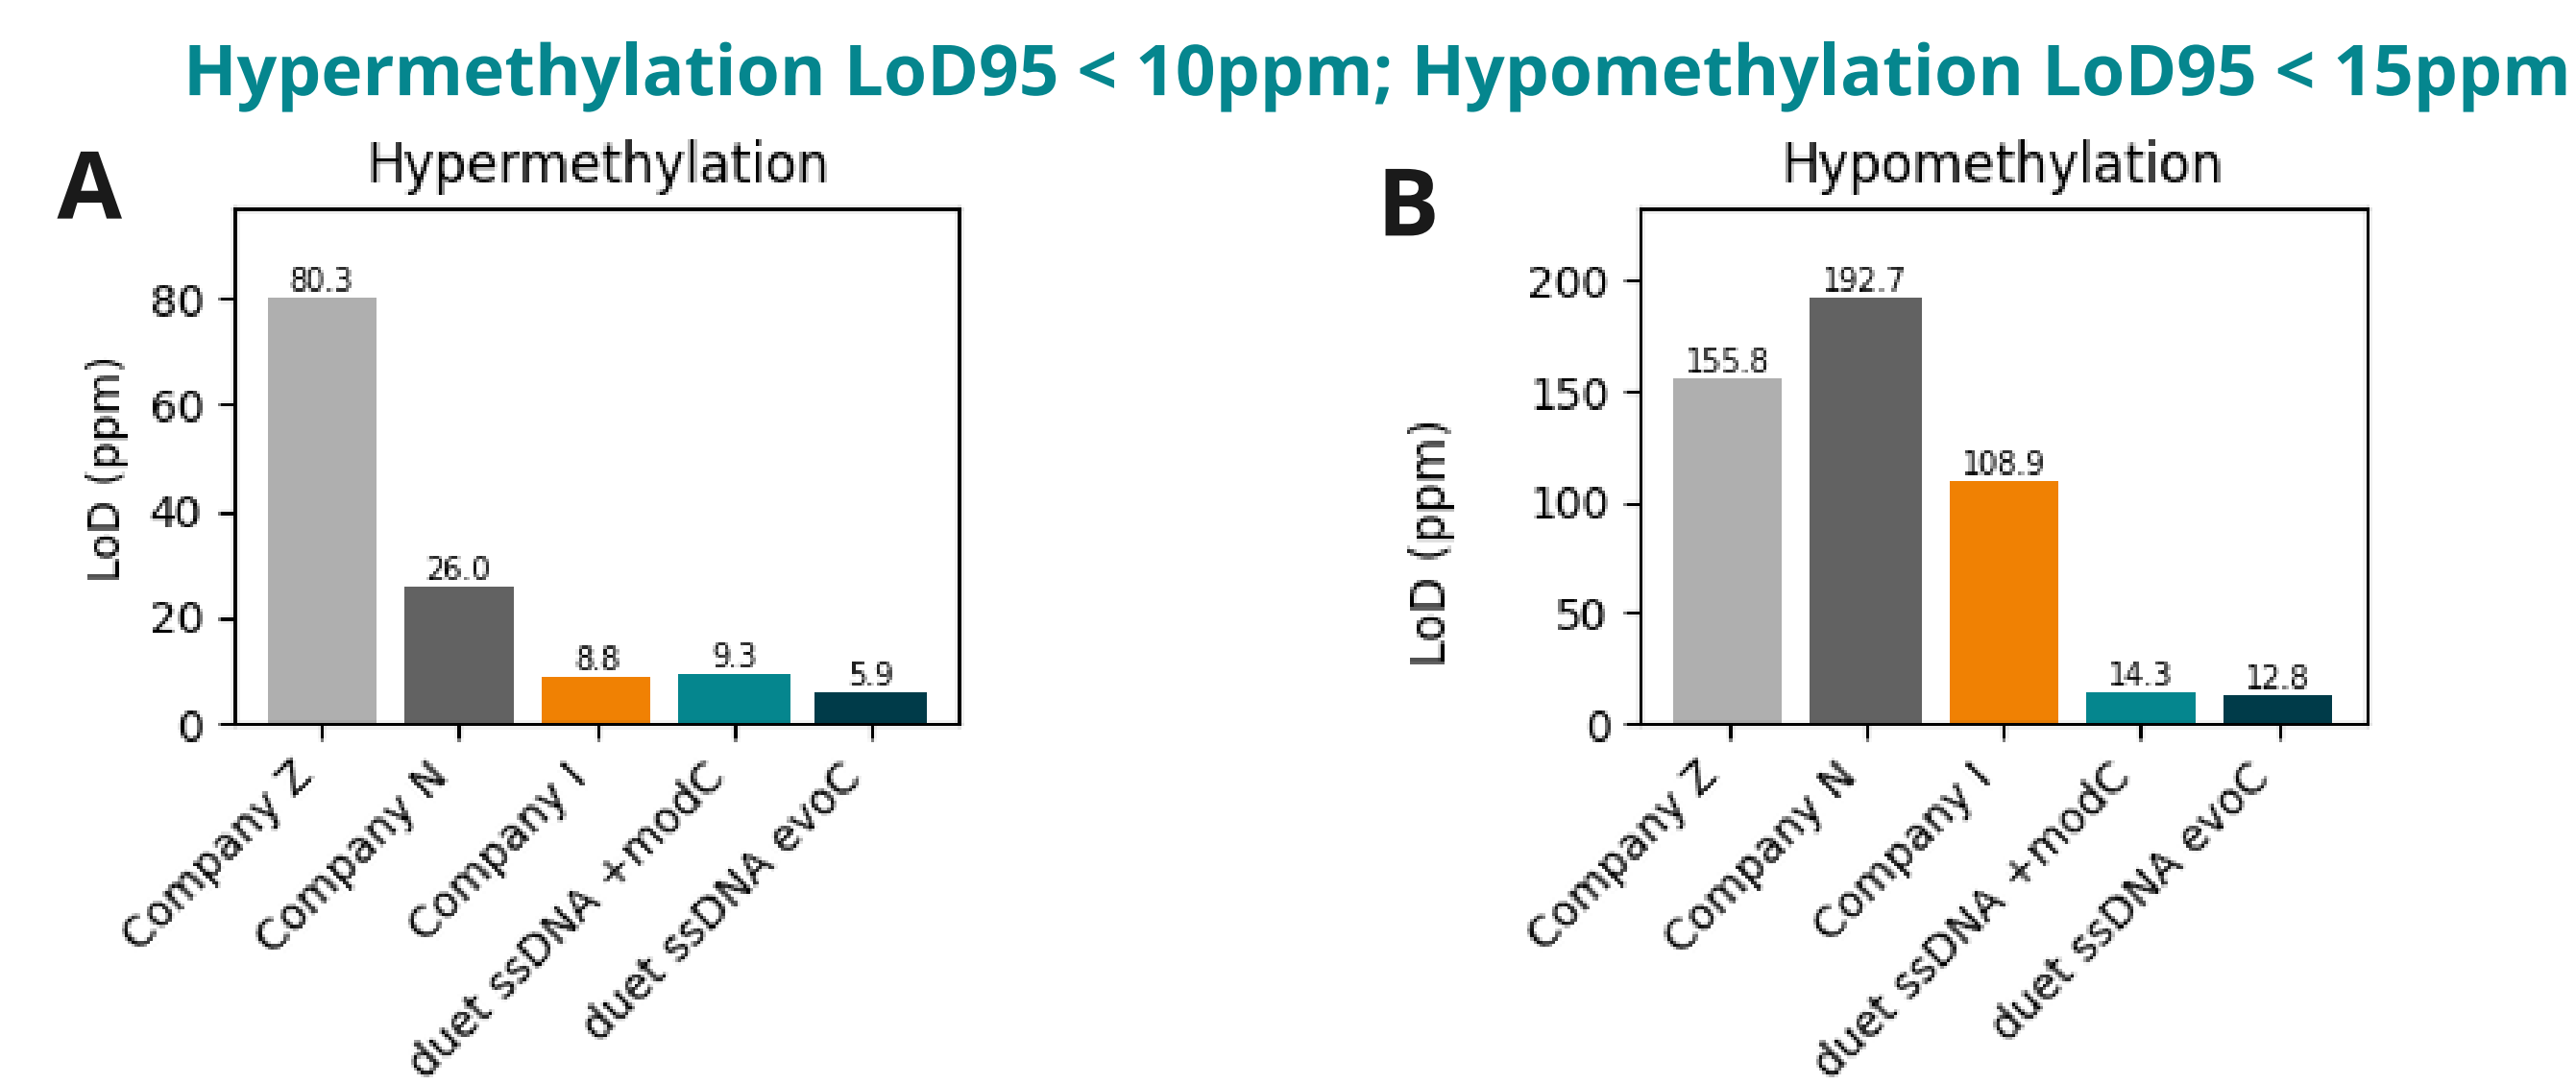 Hypermethylation LoD95 < 10ppm; Hypomethylation LoD95 < 15ppm
A
Hypermethylation
LoD (ppm)
80
60
40
20
0
80.3
26.0
8.8
9.3
5.9
Company Z
Company N
Company I
duet ssDNA +modC
duet ssDNA evoC
B
Hypomethylation
LoD (ppm)
200
150
100
50
0
155.8
192.7
108.9
14.3
12.8
Company Z
Company N
Company I
duet ssDNA +modC
duet ssDNA evoC